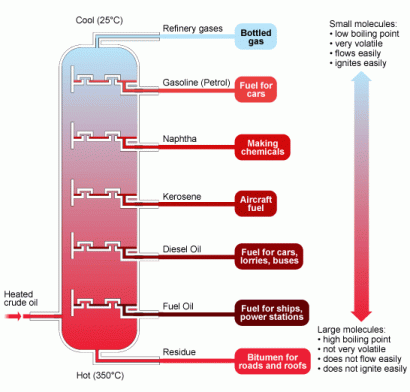 Cool (25°C)
Refinery gases
Bottled
gas
Small molecules:
• low boiling point
• very volatile
• flows easily
• ignites easily
Gasoline (Petrol)
Fuel for
cars
Naphtha
Making
chemicals
Kerosene
Aircraft
fuel
Diesel Oil
Fuel for cars,
lorries, buses
Heated
crude oil
Fuel Oil
Fuel for ships,
power stations
Large molecules:
• high boiling point
• not very volatile
• does not flow easily
• does not ignite easily
Residue
Bitumen for
roads and roofs
Hot (350°C)